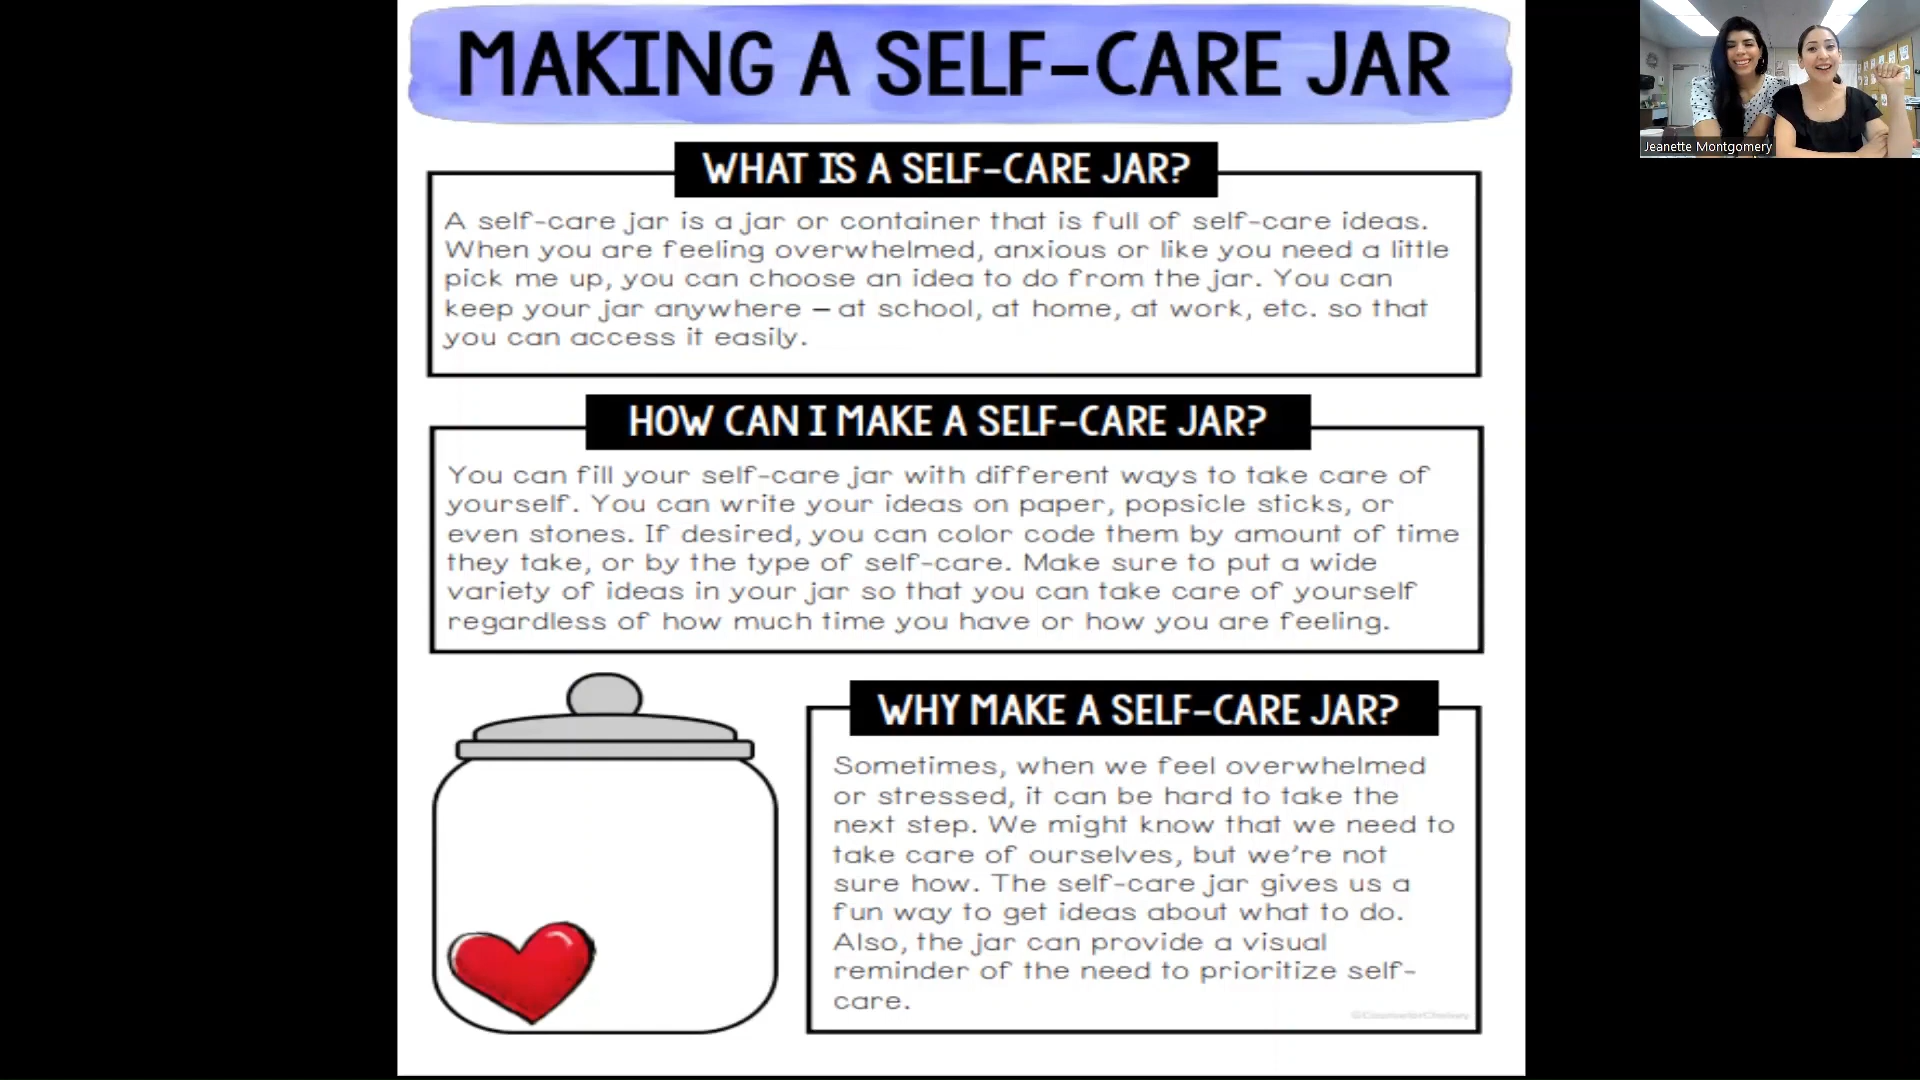 MAKING A SELF-CARE JAR
Jeanette Montgomery
WHAT IS A SELF-CARE JAR?
A self-care jar is a jar or container that is full of self-care ideas.
When you are feeling overwhelmed, anxious or like you need a little
pick me up, you can choose an idea to do from the jar. You can
keep your jar anywhere – at school, at home, at work, etc. so that
you can access it easily.
HOW CAN I MAKE A SELF-CARE JAR?
You can fill your self-care jar with different ways to take care of
yourself. You can write your ideas on paper, popsicle sticks, or
even stones. If desired, you can color code them by amount of time
they take, or by the type of self-care. Make sure to put a wide
variety of ideas in your jar so that you can take care of yourself
regardless of how much time you have or how you are feeling.
WHY MAKE A SELF-CARE JAR?
Sometimes, when we feel overwhelmed
or stressed, it can be hard to take the
next step. We might know that we need to
take care of ourselves, but we're not
sure how. The self-care jar gives us a
fun way to get ideas about what to do.
Also, the jar can provide a visual
reminder of the need to prioritize self-
care.